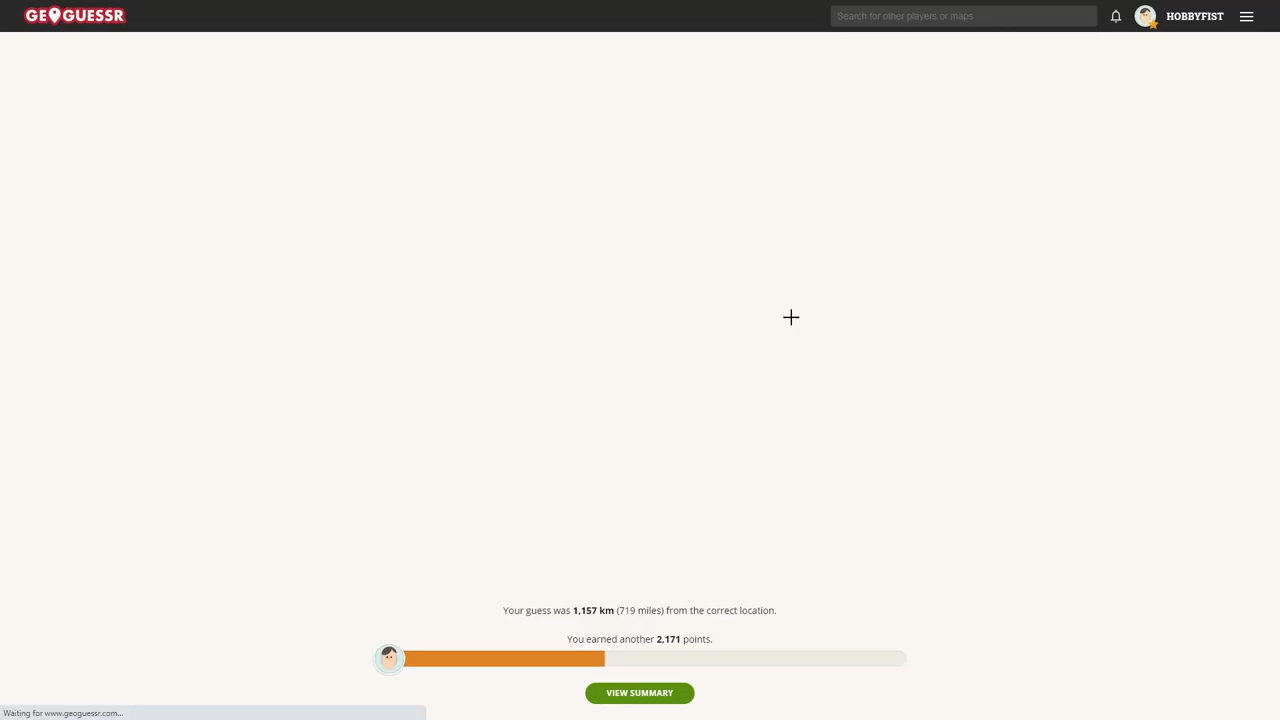 GEOGUESSR
Search for other players or maps
HOBBYFIST
Your guess was 1,157 km (719 miles) from the correct location.
You earned another 2,171 points.
VIEW SUMMARY
Waiting for www.geoguessr.com...